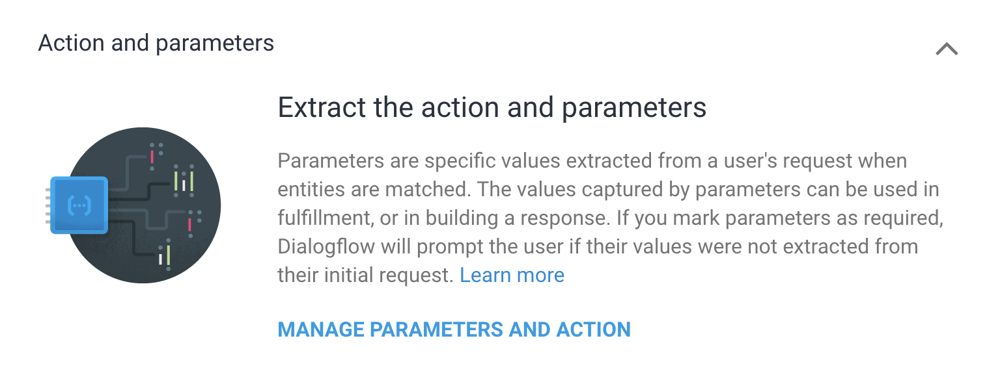 Action and parameters
Extract the action and parameters
Parameters are specific values extracted from a user's request when
entities are matched. The values captured by parameters can be used in
fulfillment, or in building a response. If you mark parameters as required,
Dialogflow will prompt the user if their values were not extracted from
their initial request. Learn more
MANAGE PARAMETERS AND ACTION